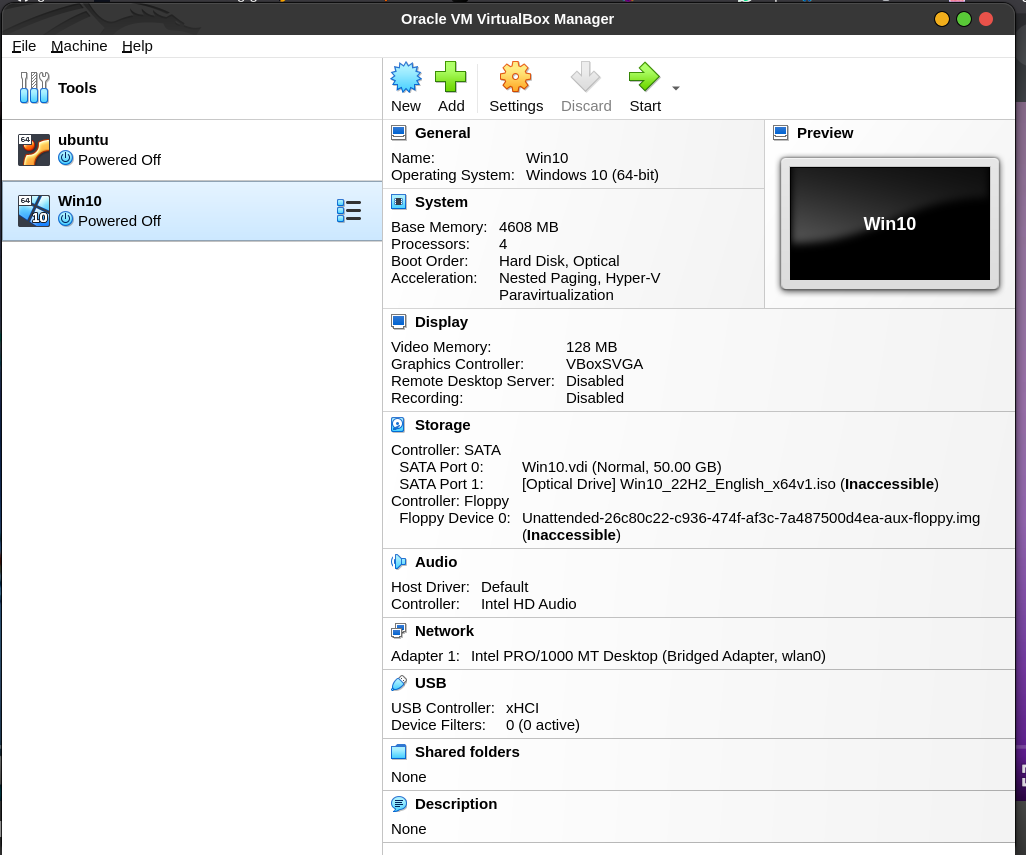 Oracle VM VirtualBox Manager
File Machine Help
Tools
New Add Settings Discard Start
64
ubuntu
Powered Off
64
10
Win10
Powered Off
General
Name: Win10
Operating System: Windows 10 (64-bit)
Preview
Win10
System
Base Memory: 4608 MB
Processors: 4
Boot Order: Hard Disk, Optical
Acceleration: Nested Paging, Hyper-V
Paravirtualization
Display
Video Memory: 128 MB
Graphics Controller: VBoxSVGA
Remote Desktop Server: Disabled
Recording: Disabled
Storage
Controller: SATA
SATA Port 0: Win10.vdi (Normal, 50.00 GB)
SATA Port 1: [Optical Drive] Win10_22H2_English_x64v1.iso (Inaccessible)
Controller: Floppy
Floppy Device 0: Unattended-26c80c22-c936-474f-af3c-7a487500d4ea-aux-floppy.img
(Inaccessible)
Audio
Host Driver: Default
Controller: Intel HD Audio
Network
Adapter 1: Intel PRO/1000 MT Desktop (Bridged Adapter, wlan0)
USB
USB Controller: xHCI
Device Filters: 0 (0 active)
Shared folders
None
Description
None